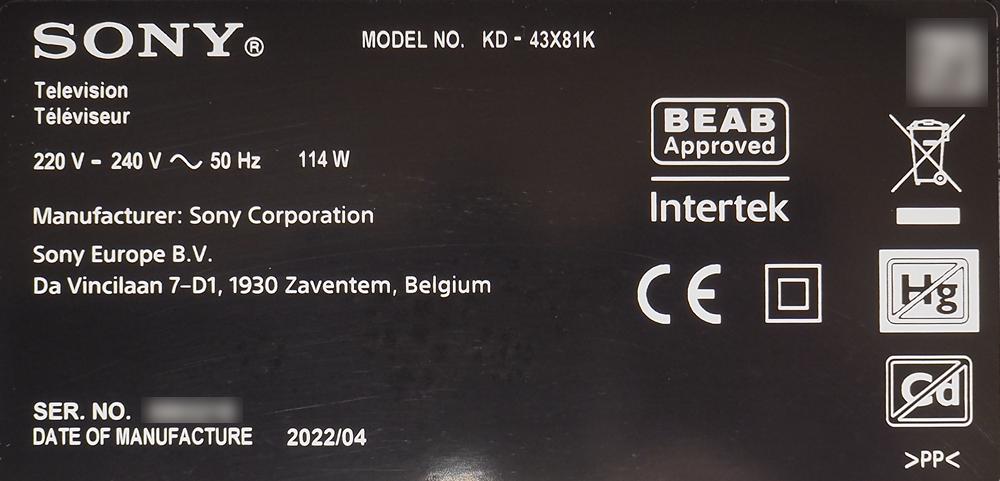 SONY®
MODEL NO. KD - 43X81K
Television
Téléviseur
220 V - 240 V ~ 50 Hz 114 W
Manufacturer: Sony Corporation
Sony Europe B.V.
Da Vincilaan 7-D1, 1930 Zaventem, Belgium
SER. NO.
DATE OF MANUFACTURE 2022/04
BEAB
Approved
Intertek
CE
Hg
Cd
>PP<